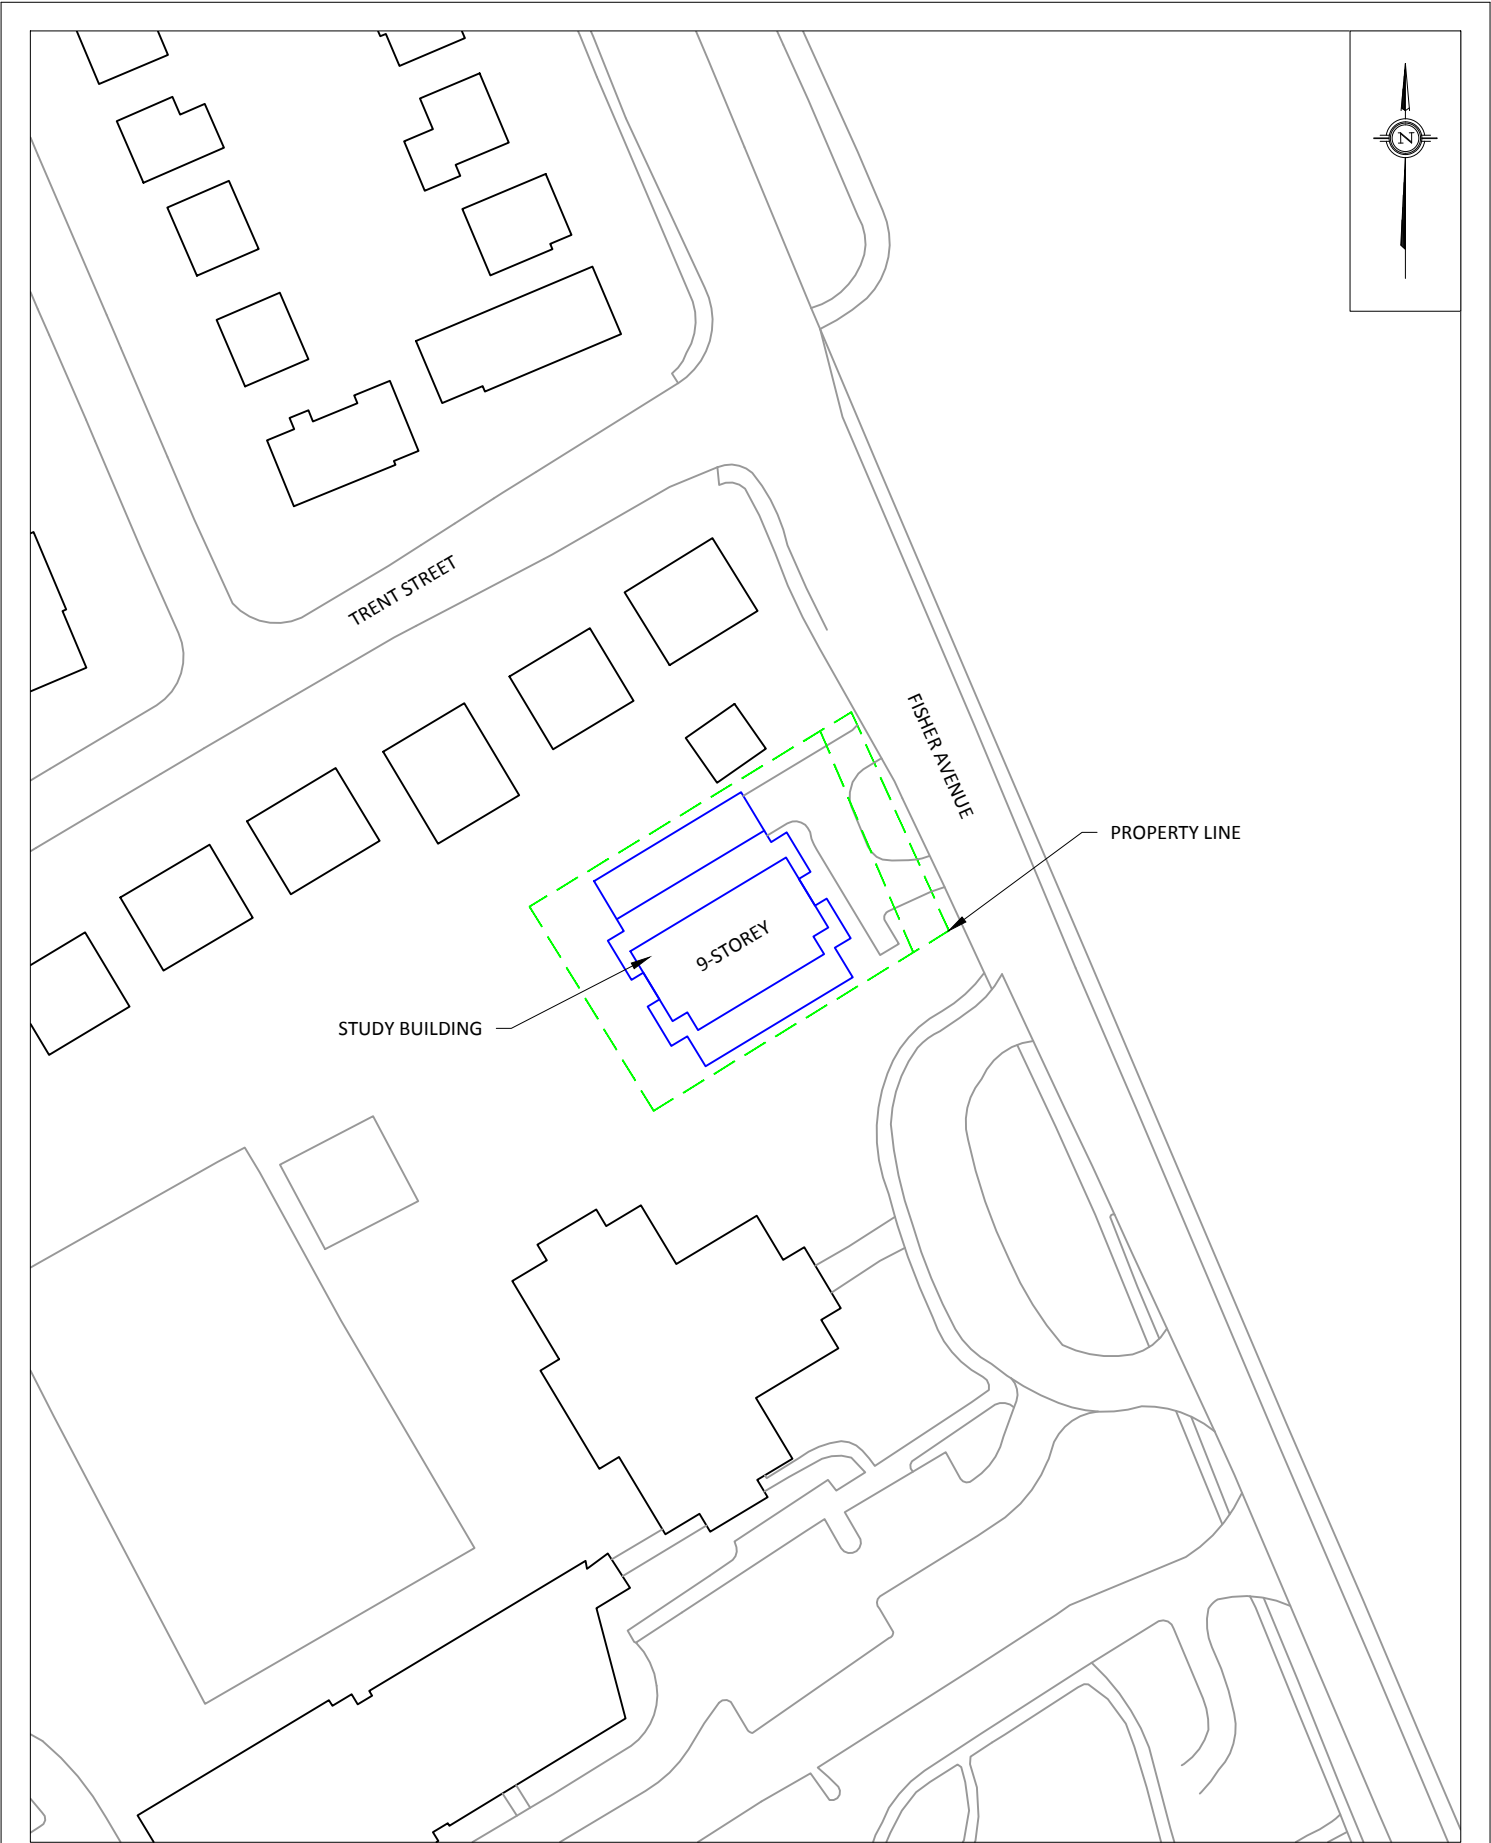 N
TRENT STREET
FISHER AVENUE
PROPERTY LINE
9-STOREY
STUDY BUILDING